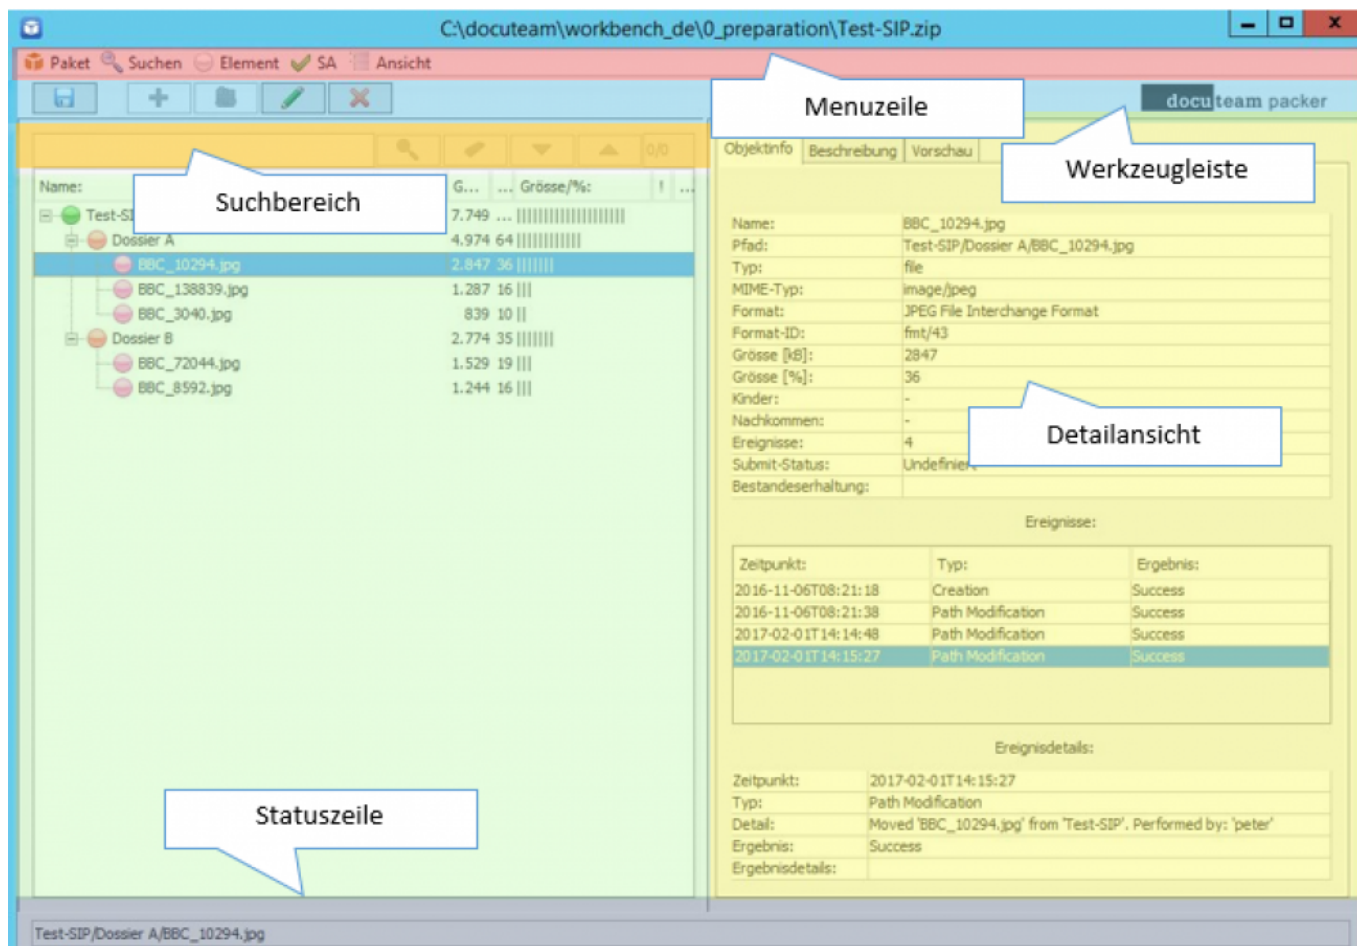 C:\docuteam\workbench_de\0_preparation\Test-SIP.zip
Paket Suchen Element SA Ansicht
Menuzeile
docuteam packer
0/0
Objektinfo Beschreibung Vorschau
Werkzeugleiste
Suchbereich
Name: G... ... Grösse/%: ! ...
Test-SI 7.749 ...
Dossier A 4.974 64
BBC_10294.jpg 2.847 36
BBC_138839.jpg 1.287 16
BBC_3040.jpg 839 10
Dossier B 2.774 35
BBC_72044.jpg 1.529 19
BBC_8592.jpg 1.244 16
Name: BBC_10294.jpg
Pfad: Test-SIP/Dossier A/BBC_10294.jpg
Typ: file
MIME-Typ: image/jpeg
Format: JPEG File Interchange Format
Format-ID: fmt/43
Grösse [kB]: 2847
Grösse [%]: 36
Kinder: -
Nachkommen: -
Detailansicht
Ereignisse: 4
Submit-Status: Undefiniert
Bestandeserhaltung:
Ereignisse:
Zeitpunkt: Typ: Ergebnis:
2016-11-06T08:21:18 Creation Success
2016-11-06T08:21:38 Path Modification Success
2017-02-01T14:14:48 Path Modification Success
2017-02-01T14:15:27 Path Modification Success
Ereignisdetails:
Zeitpunkt: 2017-02-01T14:15:27
Typ: Path Modification
Detail: Moved 'BBC_10294.jpg' from 'Test-SIP'. Performed by: 'peter'
Ergebnis: Success
Ergebnisdetails:
Statuszeile
Test-SIP/Dossier A/BBC_10294.jpg